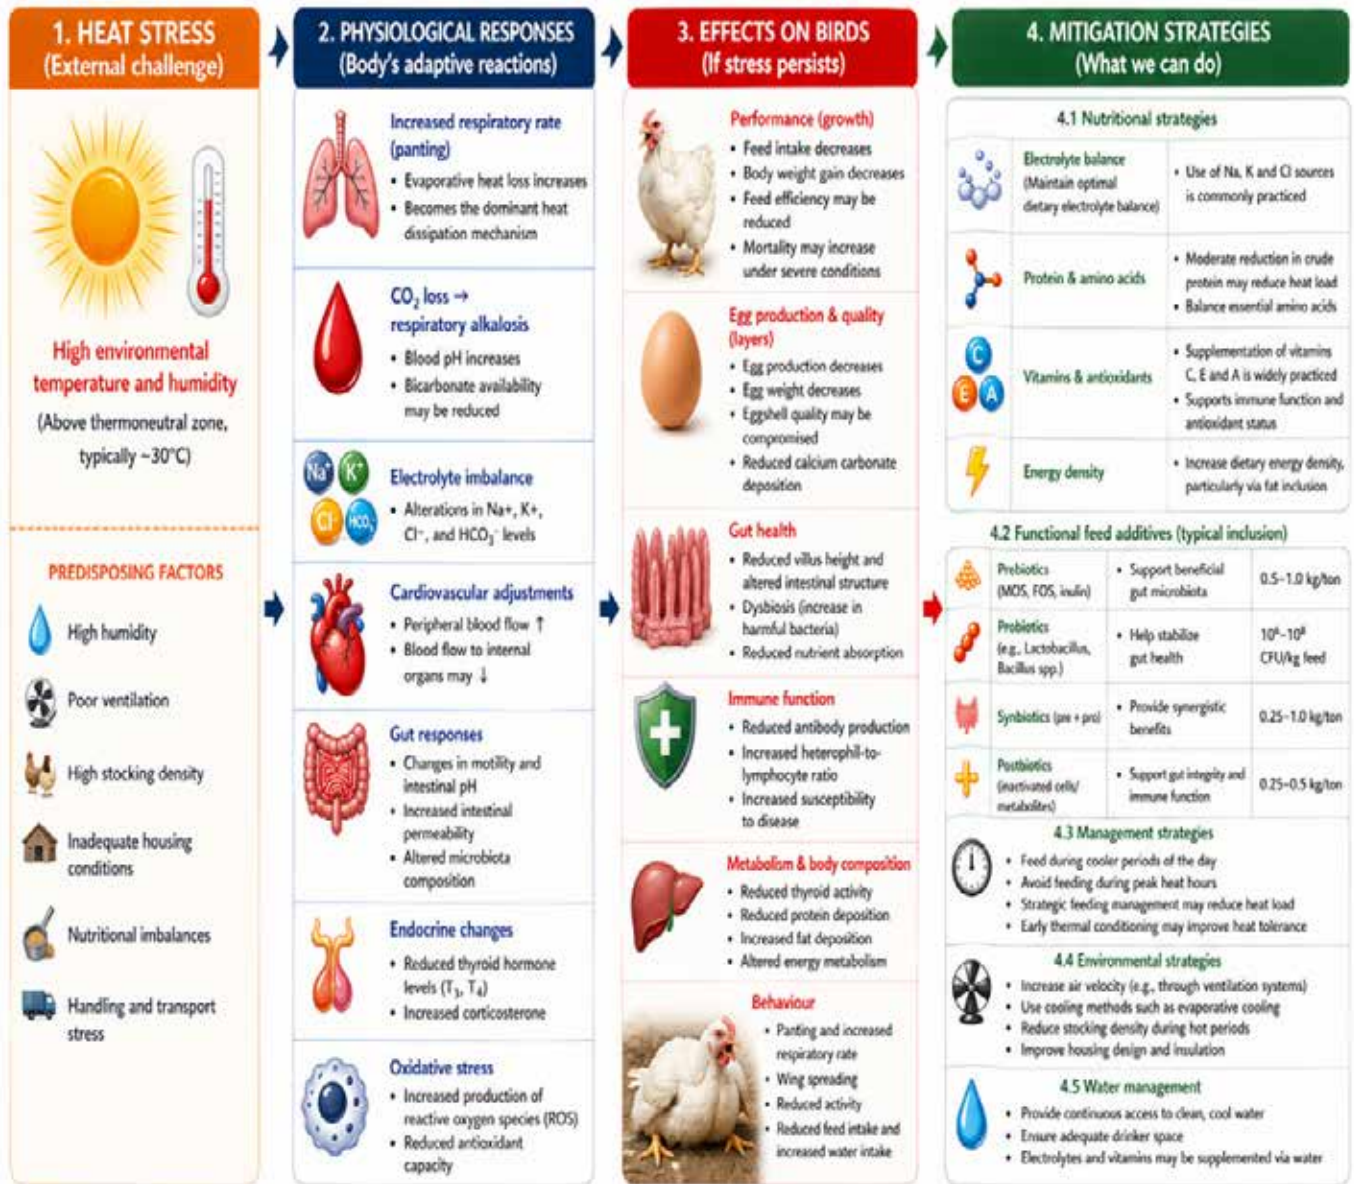 1. HEAT STRESS
(External challenge)
High environmental
temperature and humidity
(Above thermoneutral zone,
typically ~30°C)
PREDISPOSING FACTORS
High humidity
Poor ventilation
High stocking density
Inadequate housing
conditions
Nutritional imbalances
Handling and transport
stress
2. PHYSIOLOGICAL RESPONSES
(Body's adaptive reactions)
Increased respiratory rate
(panting)
• Evaporative heat loss increases
• Becomes the dominant heat
dissipation mechanism
CO₂ loss →
respiratory alkalosis
• Blood pH increases
• Bicarbonate availability
may be reduced
Na⁺ K⁺
Cl⁻ HCO₃⁻
Electrolyte imbalance
• Alterations in Na+, K+,
Cl⁻, and HCO₃⁻ levels
Cardiovascular adjustments
• Peripheral blood flow ↑
• Blood flow to internal
organs may ↓
Gut responses
• Changes in motility and
intestinal pH
• Increased intestinal
permeability
• Altered microbiota
composition
Endocrine changes
• Reduced thyroid hormone
levels (T₃, T₄)
• Increased corticosterone
Oxidative stress
• Increased production of
reactive oxygen species (ROS)
• Reduced antioxidant
capacity
3. EFFECTS ON BIRDS
(If stress persists)
Performance (growth)
• Feed intake decreases
• Body weight gain decreases
• Feed efficiency may be
reduced
• Mortality may increase
under severe conditions
Egg production & quality
(layers)
• Egg production decreases
• Egg weight decreases
• Eggshell quality may be
compromised
• Reduced calcium carbonate
deposition
Gut health
• Reduced villus height and
altered intestinal structure
• Dysbiosis (increase in
harmful bacteria)
• Reduced nutrient absorption
Immune function
• Reduced antibody production
• Increased heterophil-to-
lymphocyte ratio
• Increased susceptibility
to disease
Metabolism & body composition
• Reduced thyroid activity
• Reduced protein deposition
• Increased fat deposition
• Altered energy metabolism
Behaviour
• Panting and increased
respiratory rate
• Wing spreading
• Reduced activity
• Reduced feed intake and
increased water intake
4. MITIGATION STRATEGIES
(What we can do)
4.1 Nutritional strategies
Electrolyte balance
(Maintain optimal
dietary electrolyte balance)
• Use of Na, K and Cl sources
is commonly practiced
Protein & amino acids
• Moderate reduction in crude
protein may reduce heat load
• Balance essential amino acids
C
E A
Vitamins & antioxidants
• Supplementation of vitamins
C, E and A is widely practiced
• Supports immune function and
antioxidant status
Energy density
• Increase dietary energy density,
particularly via fat inclusion
4.2 Functional feed additives (typical inclusion)
Prebiotics
(MOS, FOS, inulin)
• Support beneficial
gut microbiota
0.5–1.0 kg/ton
Probiotics
(e.g., Lactobacillus,
Bacillus spp.)
• Help stabilize
gut health
10⁶–10⁸
CFU/kg feed
Synbiotics (pre + pro)
• Provide synergistic
benefits
0.25–1.0 kg/ton
Postbiotics
(inactivated cells/
metabolites)
• Support gut integrity and
immune function
0.25–0.5 kg/ton
4.3 Management strategies
• Feed during cooler periods of the day
• Avoid feeding during peak heat hours
• Strategic feeding management may reduce heat load
• Early thermal conditioning may improve heat tolerance
4.4 Environmental strategies
• Increase air velocity (e.g., through ventilation systems)
• Use cooling methods such as evaporative cooling
• Reduce stocking density during hot periods
• Improve housing design and insulation
4.5 Water management
• Provide continuous access to clean, cool water
• Ensure adequate drinker space
• Electrolytes and vitamins may be supplemented via water